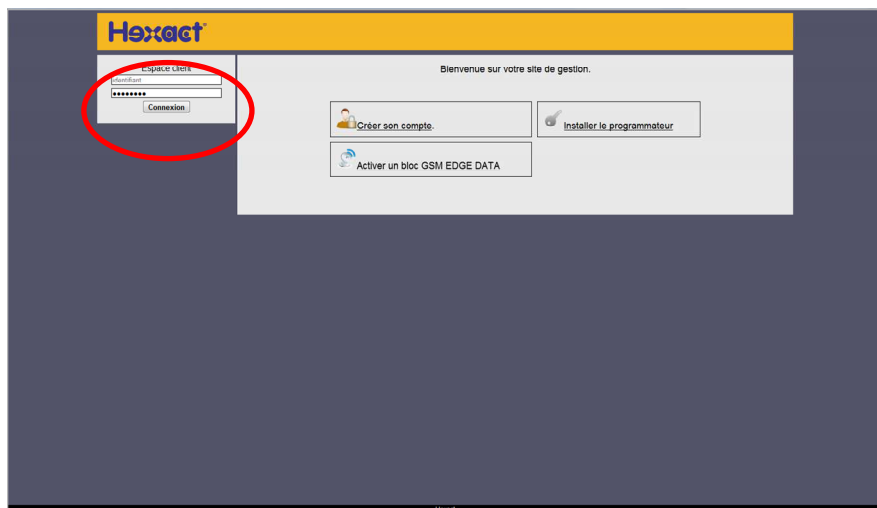 Hexact®
Espace client
identifiant
••••••••
Connexion
Bienvenue sur votre site de gestion.
Créer son compte.
Installer le programmateur
Activer un bloc GSM EDGE DATA